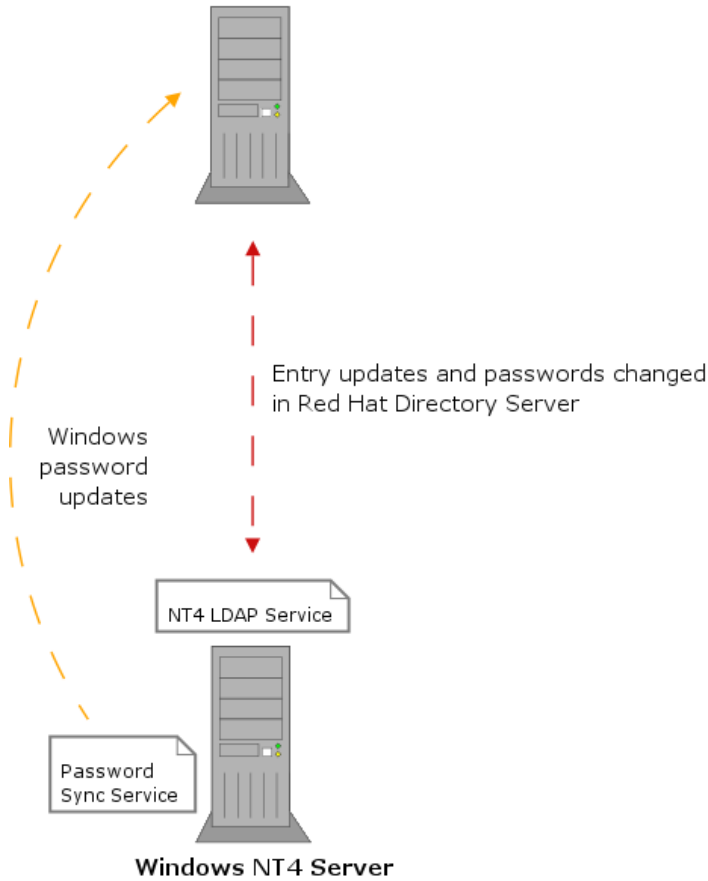 Entry updates and passwords changed
in Red Hat Directory Server
Windows
password
updates
NT4 LDAP Service
Password
Sync Service
Windows NT4 Server